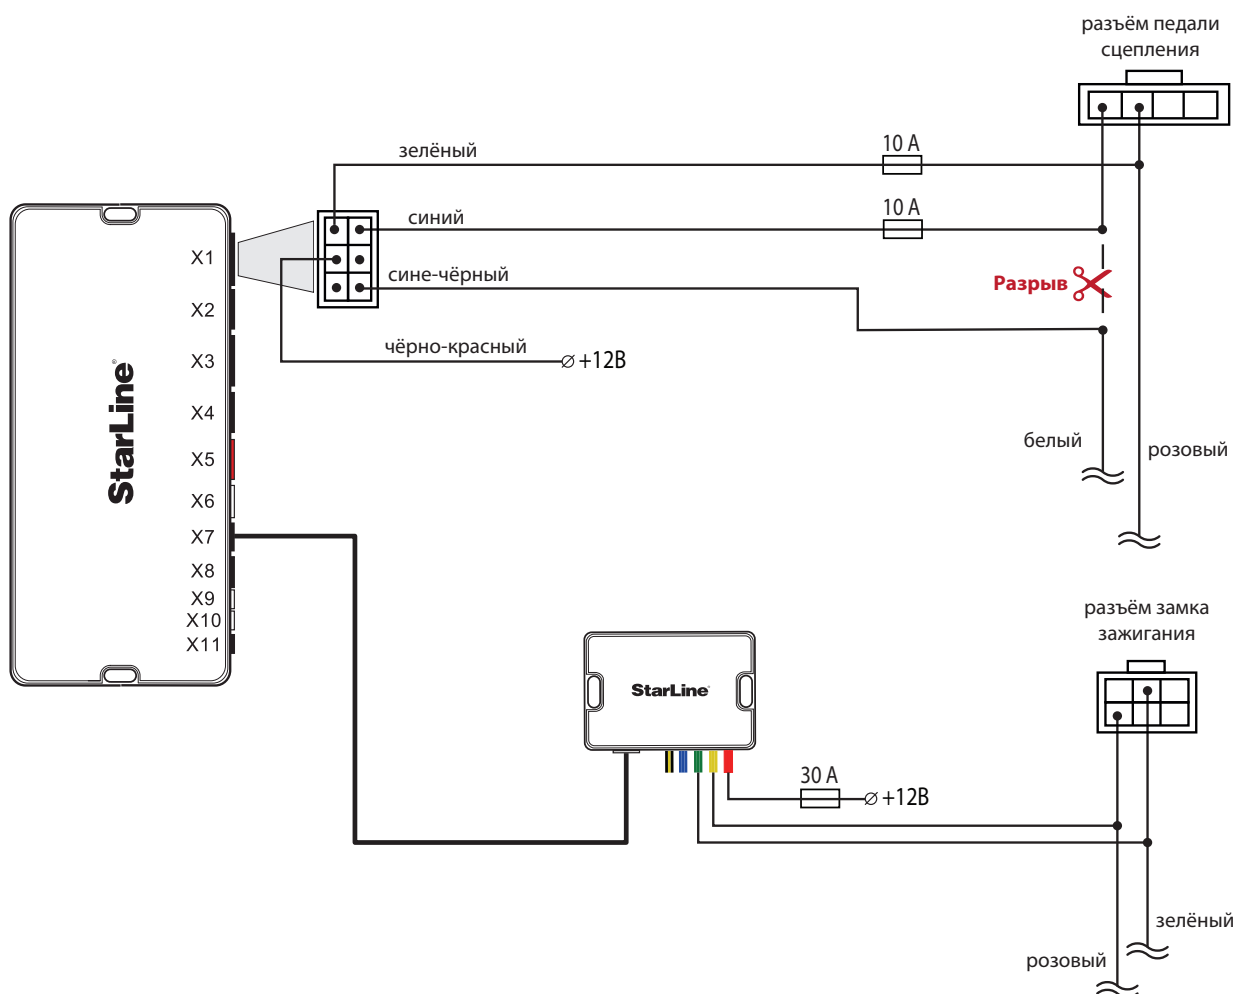 разъём педали
сцепления
10 A
зелёный
10 A
синий
сине-чёрный
Разрыв
чёрно-красный
+12В
белый
розовый
X1
X2
X3
X4
X5
X6
X7
X8
X9
X10
X11
StarLine®
разъём замка
зажигания
StarLine
30 A
+12В
зелёный
розовый